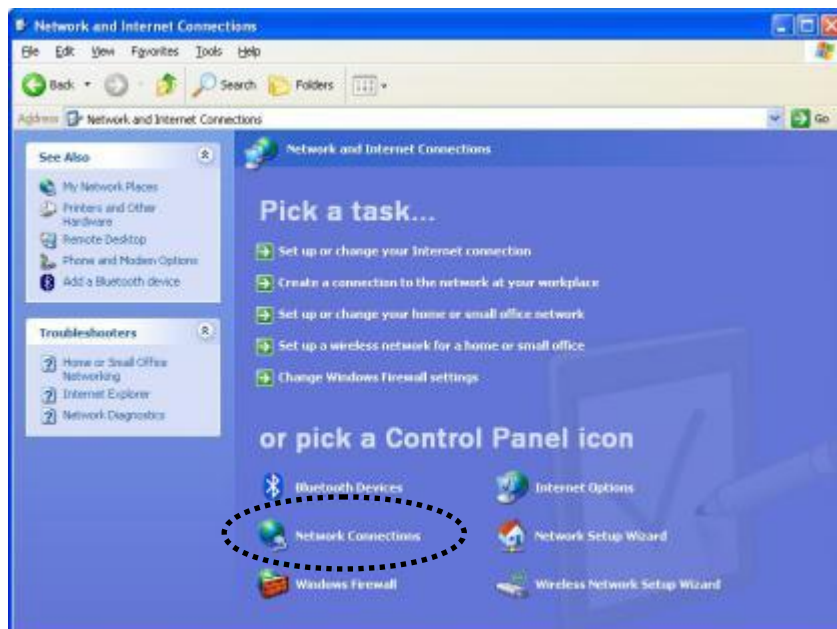 Network and Internet Connections
File Edit View Favorites Tools Help
Back Search Folders
Address Network and Internet Connections Go
See Also
My Network Places
Printers and Other
Hardware
Remote Desktop
Phone and Modem Options
Add a Bluetooth device
Troubleshooters
Home or Small Office
Networking
Internet Explorer
Network Diagnostics
Network and Internet Connections
Pick a task...
Set up or change your Internet connection
Create a connection to the network at your workplace
Set up or change your home or small office network
Set up a wireless network for a home or small office
Change Windows Firewall settings
or pick a Control Panel icon
Bluetooth Devices Internet Options
Network Connections Network Setup Wizard
Windows Firewall Wireless Network Setup Wizard